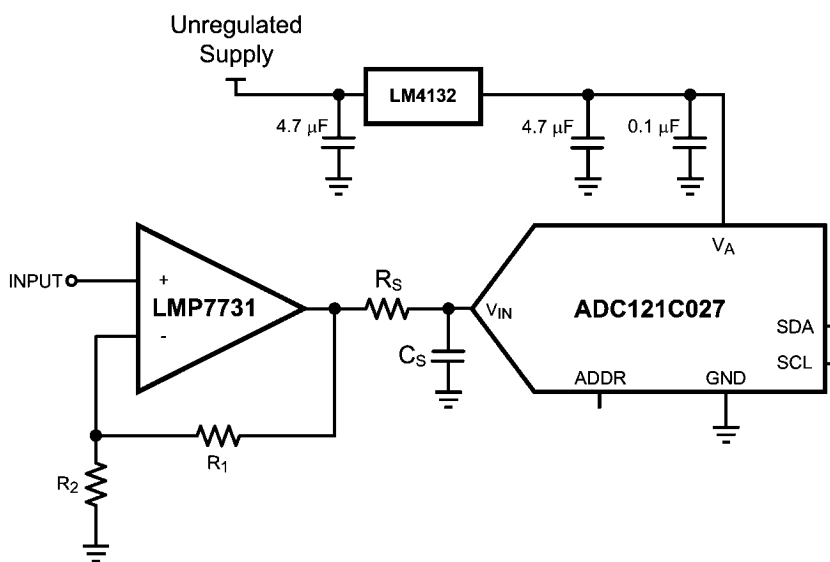 Unregulated
Supply
LM4132
4.7 μF
4.7 μF
0.1 μF
VA
INPUT
+
LMP7731
-
RS
VIN
ADC121C027
SDA
CS
SCL
ADDR
GND
R1
R2